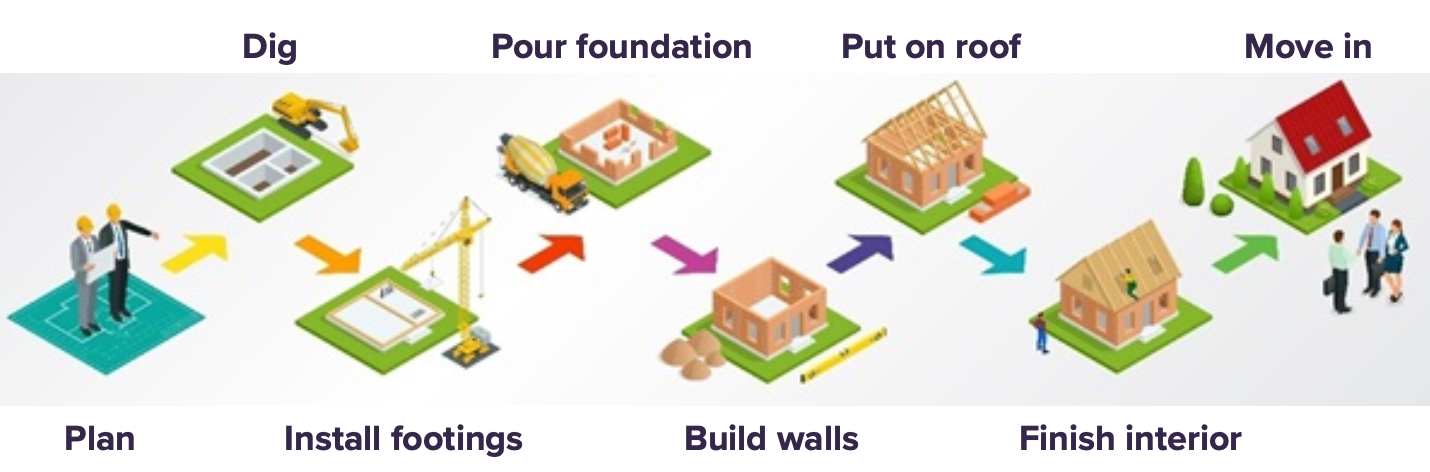 Dig
Pour foundation
Put on roof
Move in
Plan
Install footings
Build walls
Finish interior